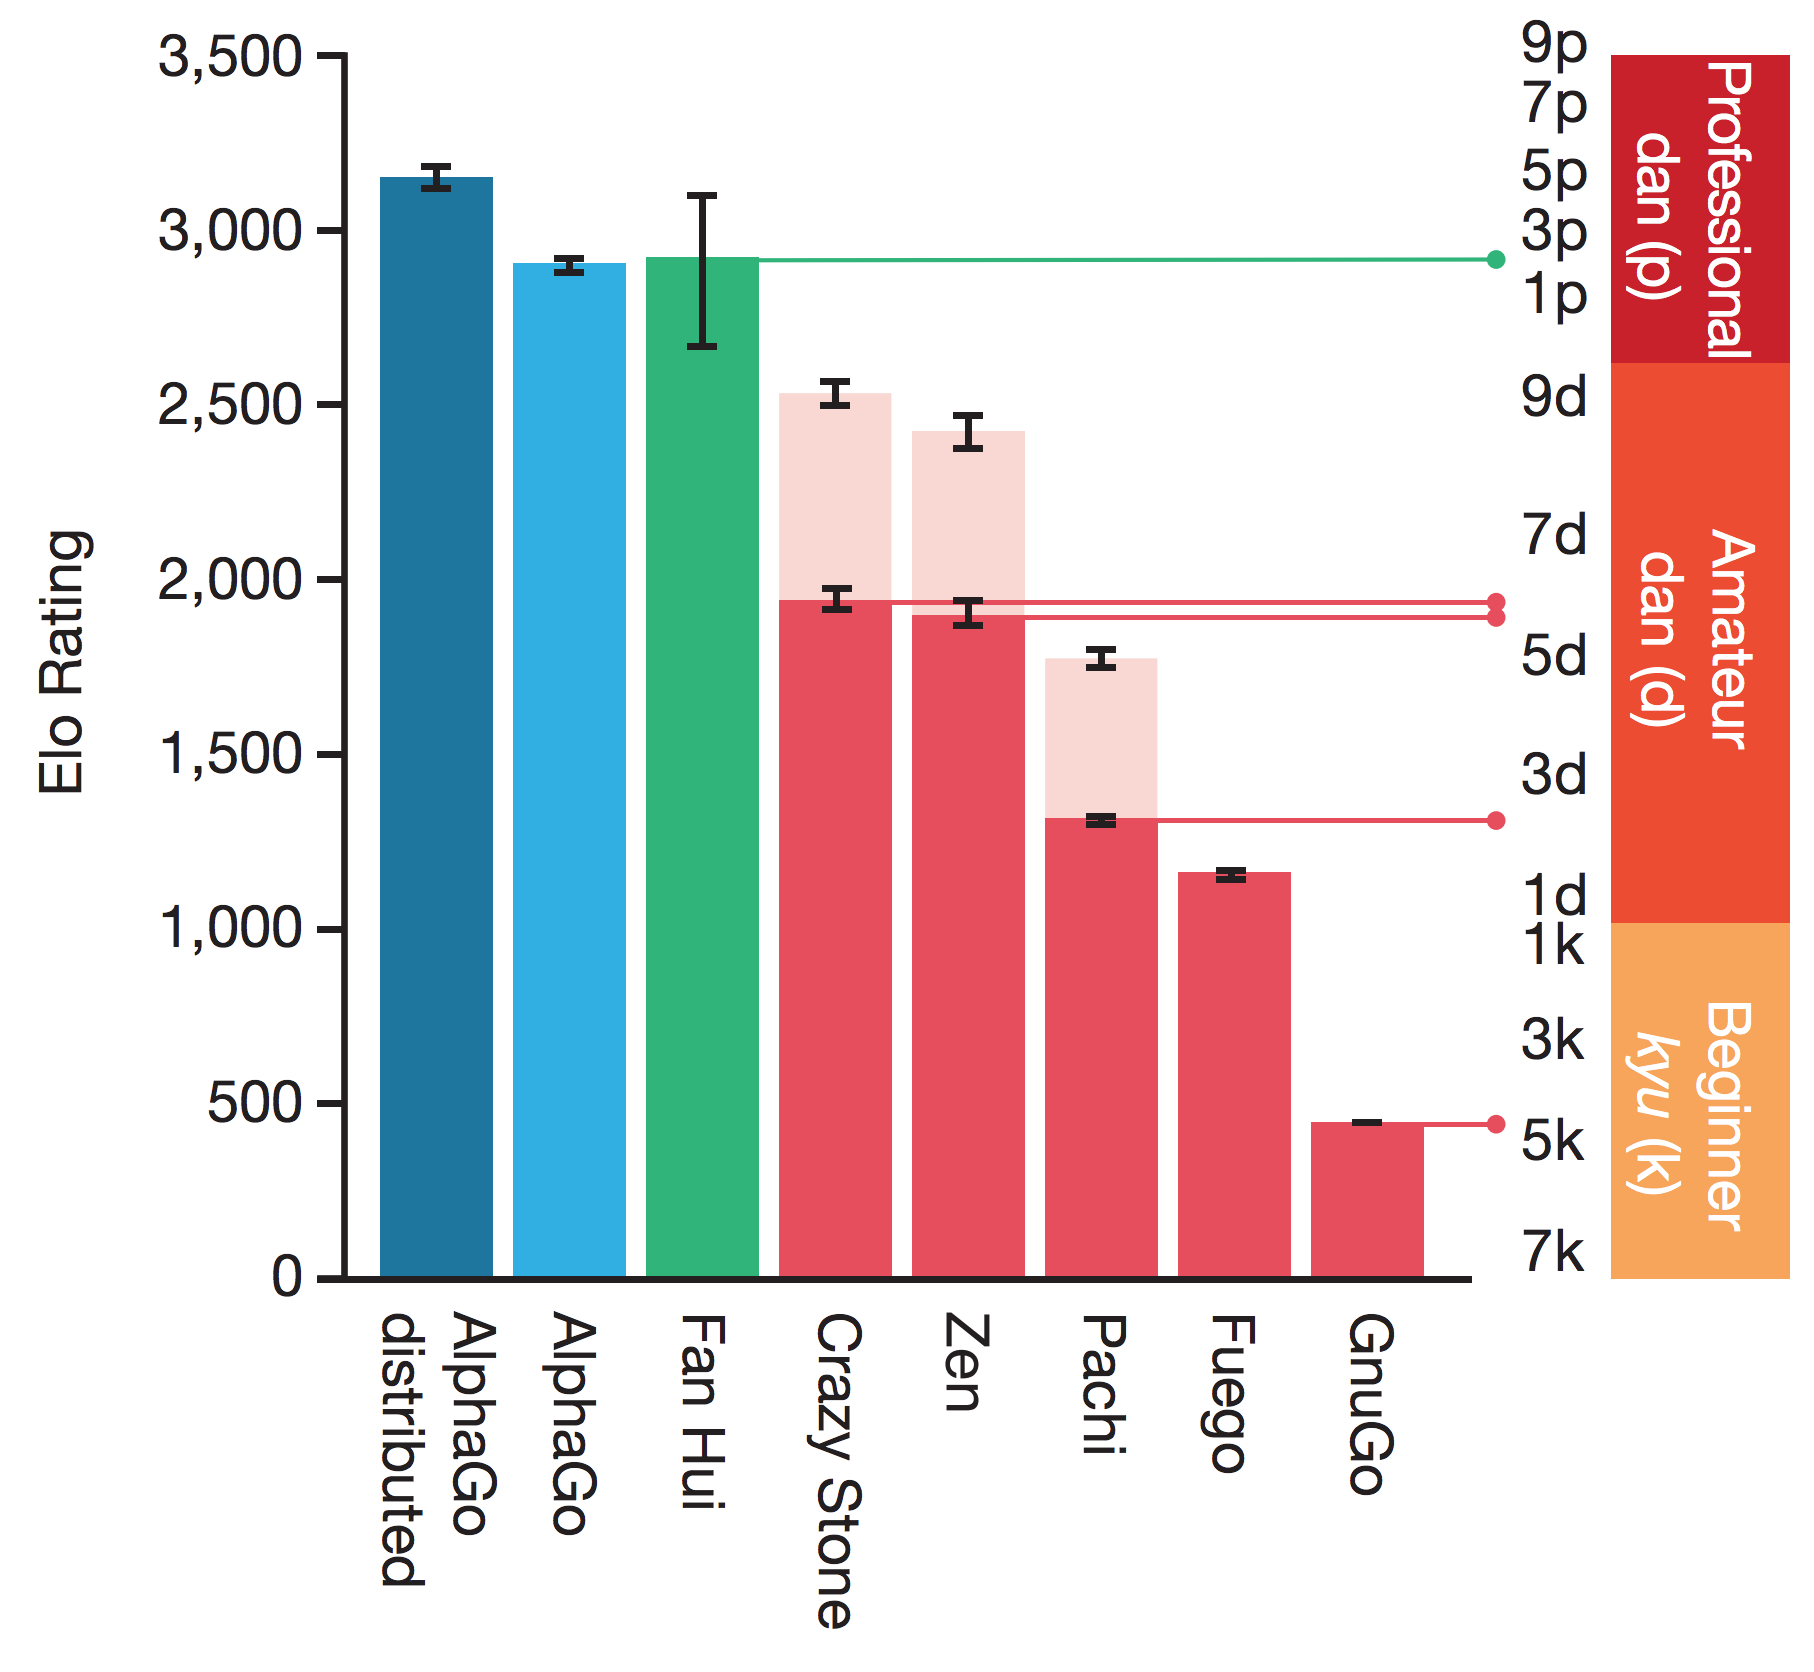 Elo Rating
3,500
3,000
2,500
2,000
1,500
1,000
500
0
AlphaGo
distributed
AlphaGo
Fan Hui
Crazy Stone
Zen
Pachi
Fuego
GnuGo
9p
7p
5p
3p
1p
9d
7d
5d
3d
1d
1k
3k
5k
7k
Professional
dan (p)
Amateur
dan (d)
Beginner
kyu (k)